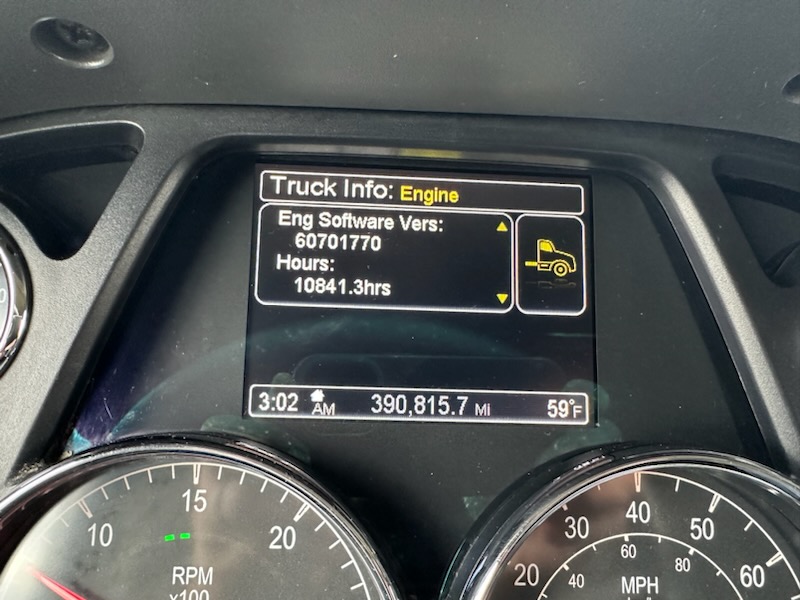 Truck Info: Engine
Eng Software Vers:
60701770
Hours:
10841.3hrs
3:02 AM 390,815.7 Mi 59°F
10 15 20
RPM
x100
20 30 40 50 60
40 60 80
MPH